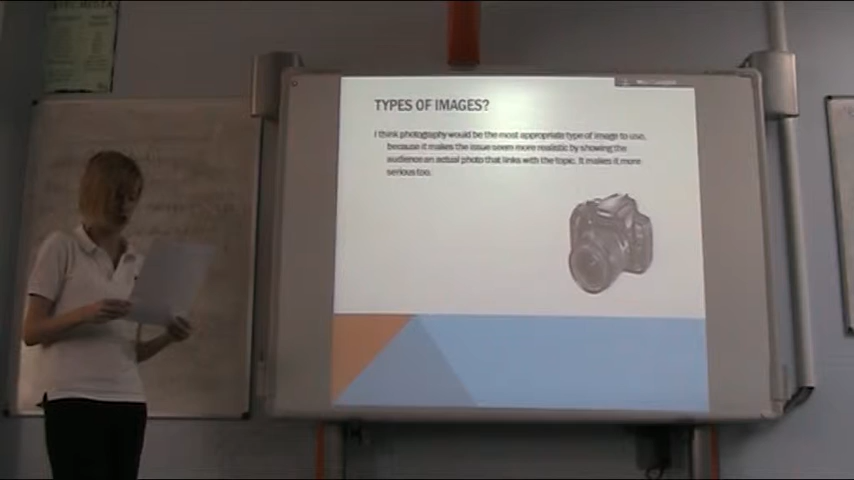 TYPES OF IMAGES?
I think photography would be the most appropriate type of image to use,
because it makes the issue seem more realistic by showing the
audience an actual photo that links with the topic. It makes it more
serious too.